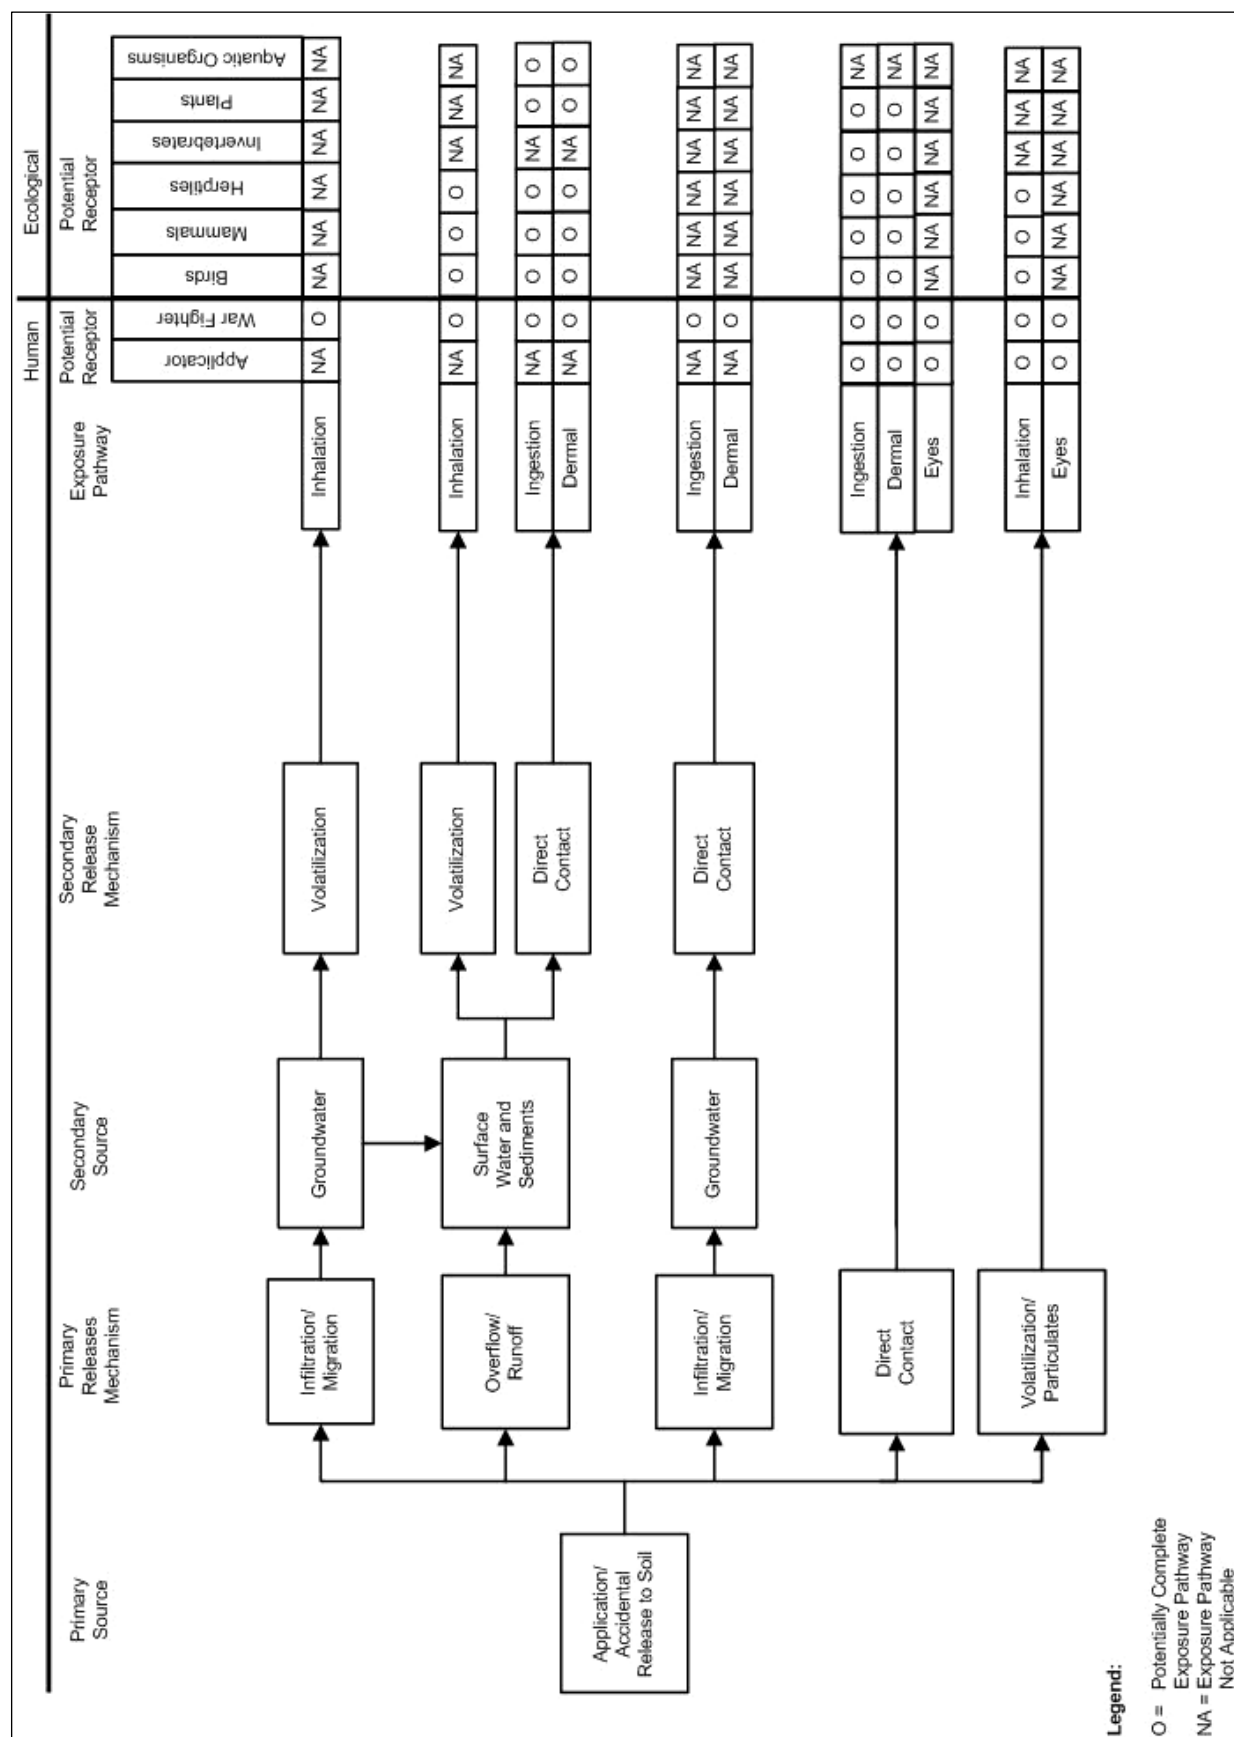 Human
Ecological
Primary
Source
Primary
Releases
Mechanism
Secondary
Source
Secondary
Release
Mechanism
Exposure
Pathway
Potential
Receptor
Potential
Receptor
Applicator
War Fighter
Birds
Mammals
Herptiles
Invertebrates
Plants
Aquatic Organisms
Application/
Accidental
Release to Soil
Infiltration/
Migration
Groundwater
Volatilization
Inhalation NA O NA NA NA NA NA NA
Overflow/
Runoff
Surface
Water and
Sediments
Volatilization
Inhalation NA O O O O NA NA NA
Direct
Contact
Ingestion NA O O O O NA O O
Dermal NA O O O O NA O O
Infiltration/
Migration
Groundwater
Direct
Contact
Ingestion NA O NA NA NA NA NA NA
Dermal NA O NA NA NA NA NA NA
Direct
Contact
Ingestion O O O O O O O NA
Dermal O O O O O O O NA
Eyes O O NA NA NA NA NA NA
Volatilization/
Particulates
Inhalation O O O O O NA NA NA
Eyes O O NA NA NA NA NA NA
Legend:
O = Potentially Complete
Exposure Pathway
NA = Exposure Pathway
Not Applicable